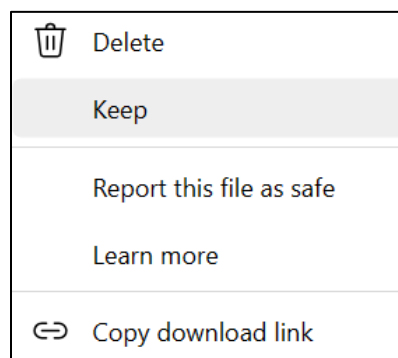 Delete
Keep
Report this file as safe
Learn more
Copy download link